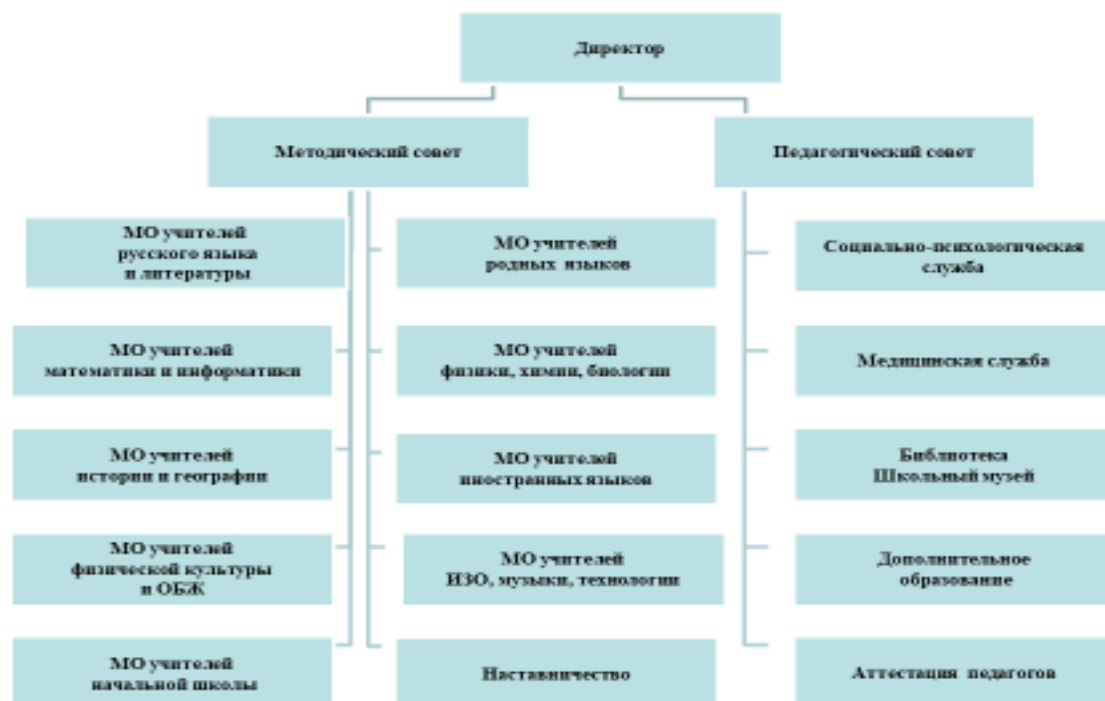 Директор
Методический совет
Педагогический совет
МО учителей
русского языка
и литературы
МО учителей
родных языков
Социально-психологическая
служба
МО учителей
математики и информатики
МО учителей
физики, химии, биологии
Медицинская служба
МО учителей
истории и географии
МО учителей
иностранных языков
Библиотека
Школьный музей
МО учителей
физической культуры
и ОБЖ
МО учителей
ИЗО, музыки, технологии
Дополнительное
образование
МО учителей
начальной школы
Наставничество
Аттестация педагогов